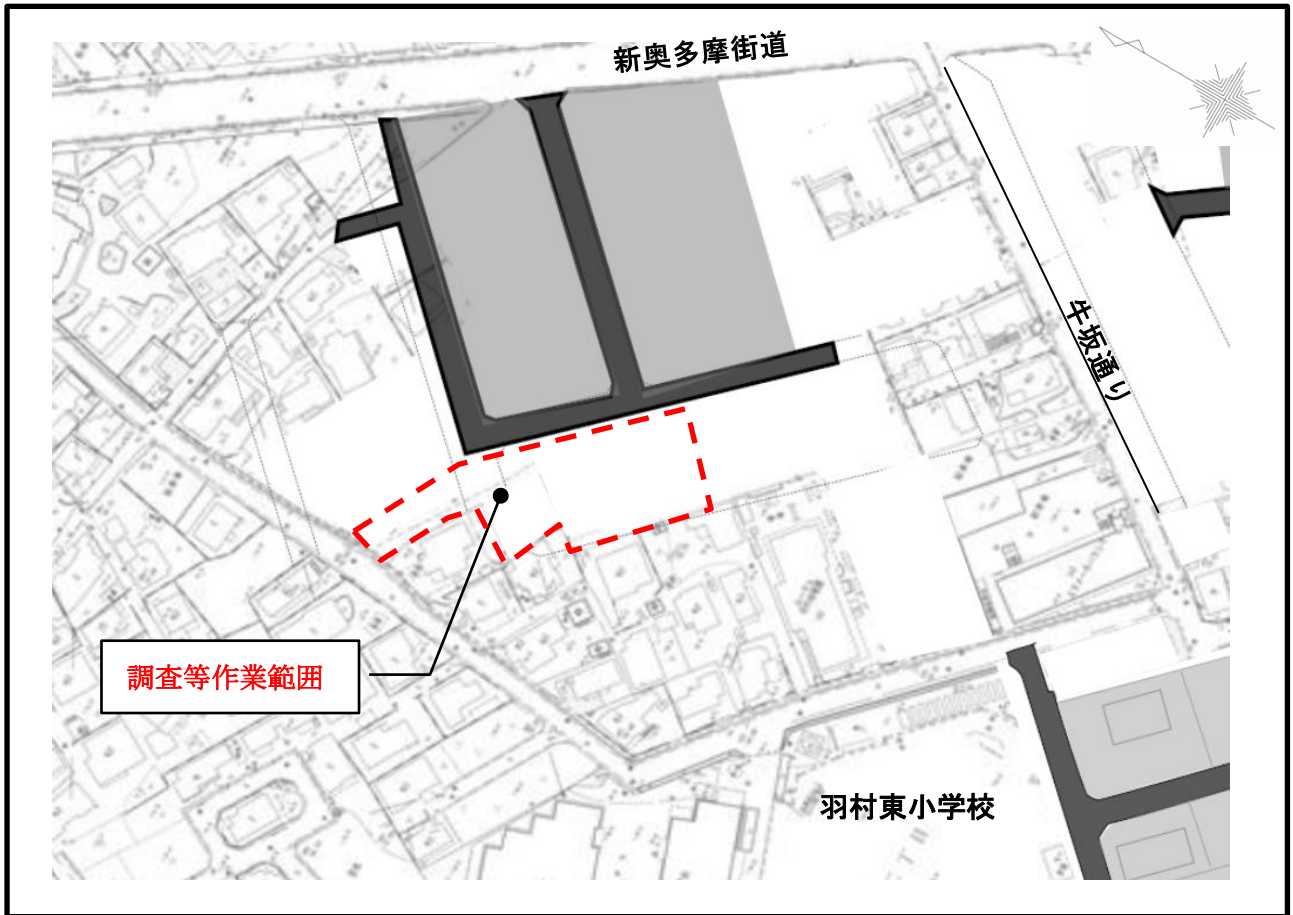 新奥多摩街道
牛坂通り
調査等作業範囲
羽村東小学校